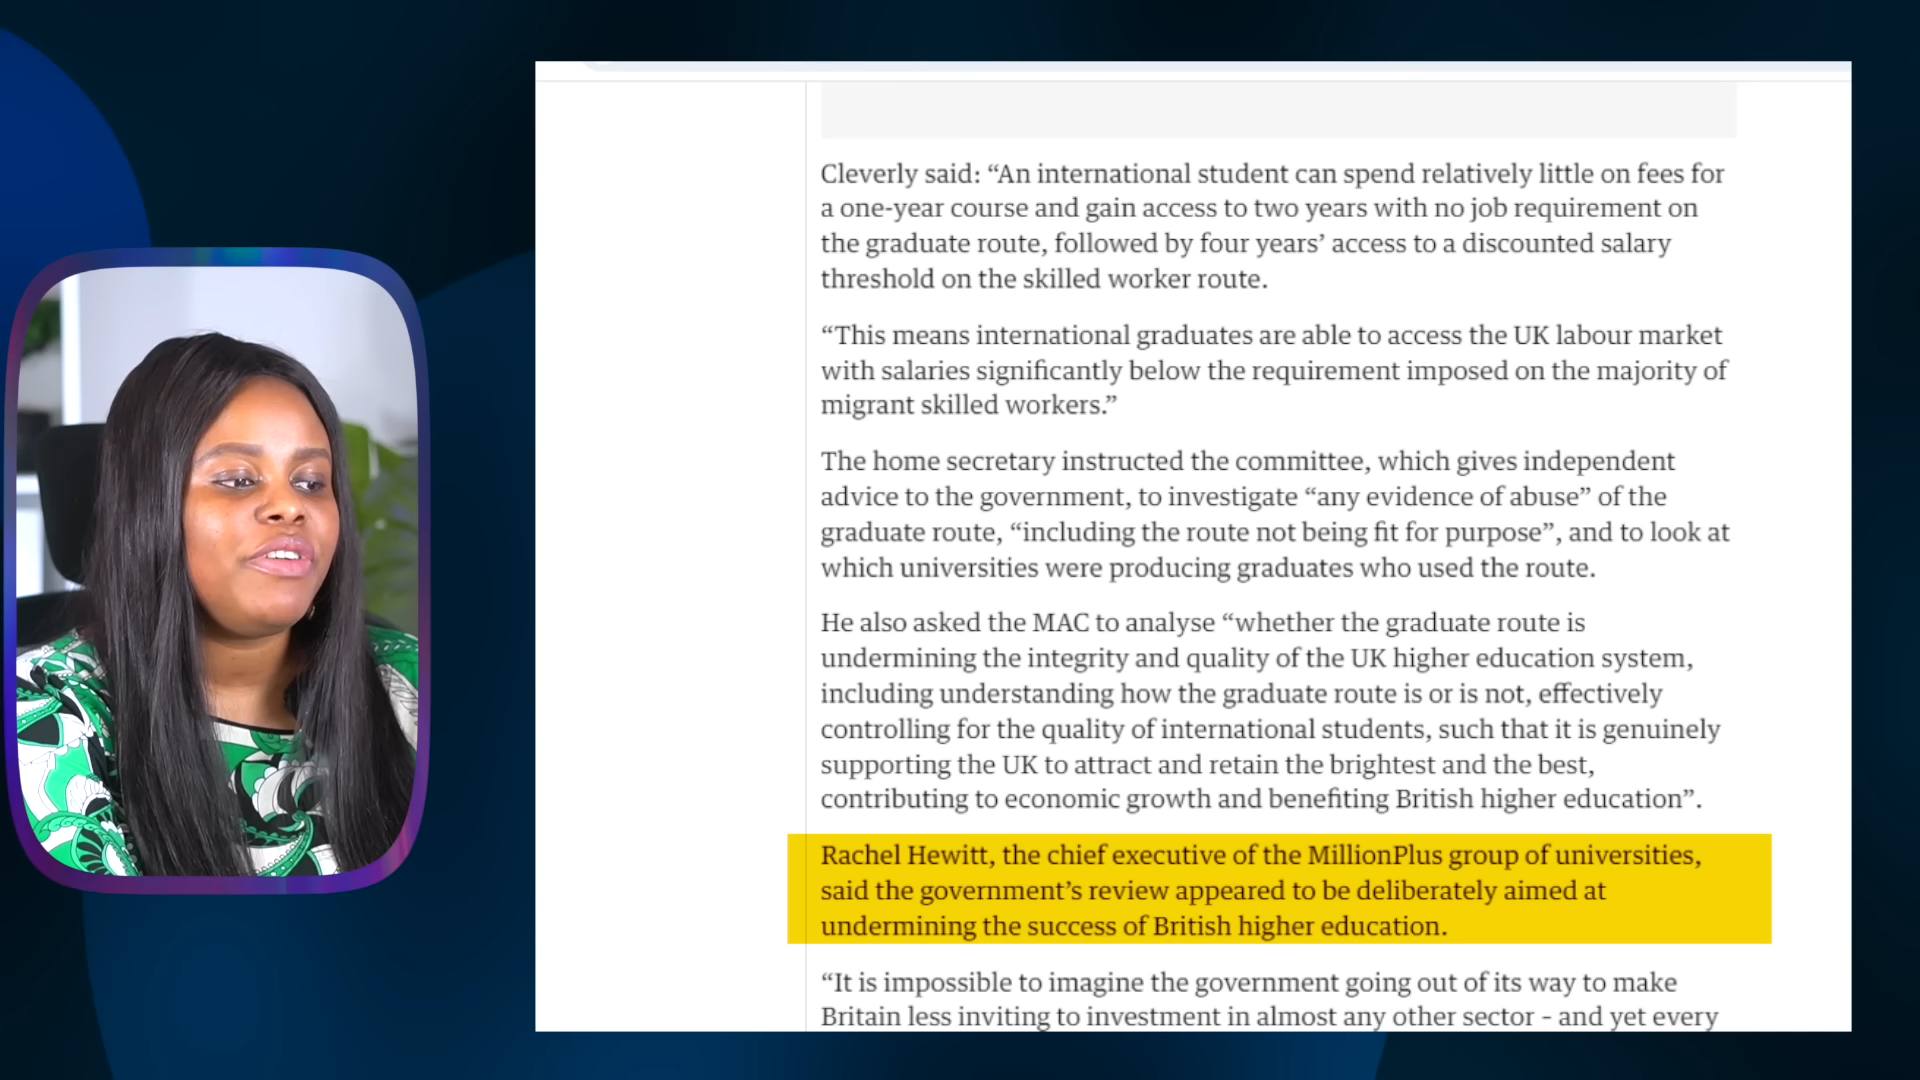 Cleverly said: “An international student can spend relatively little on fees for
a one-year course and gain access to two years with no job requirement on
the graduate route, followed by four years’ access to a discounted salary
threshold on the skilled worker route.
“This means international graduates are able to access the UK labour market
with salaries significantly below the requirement imposed on the majority of
migrant skilled workers.”
The home secretary instructed the committee, which gives independent
advice to the government, to investigate “any evidence of abuse” of the
graduate route, “including the route not being fit for purpose”, and to look at
which universities were producing graduates who used the route.
He also asked the MAC to analyse “whether the graduate route is
undermining the integrity and quality of the UK higher education system,
including understanding how the graduate route is or is not, effectively
controlling for the quality of international students, such that it is genuinely
supporting the UK to attract and retain the brightest and the best,
contributing to economic growth and benefiting British higher education”.
Rachel Hewitt, the chief executive of the MillionPlus group of universities,
said the government’s review appeared to be deliberately aimed at
undermining the success of British higher education.
“It is impossible to imagine the government going out of its way to make
Britain less inviting to investment in almost any other sector - and yet every